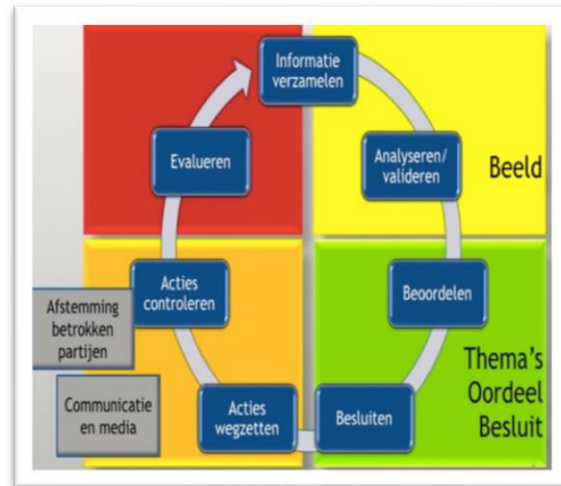 Informatie
verzamelen
Analyseren/
valideren
Beeld
Beoordelen
Thema's
Oordeel
Besluit
Besluiten
Acties
wegzetten
Acties
controleren
Evalueren
Afstemming
betrokken
partijen
Communicatie
en media